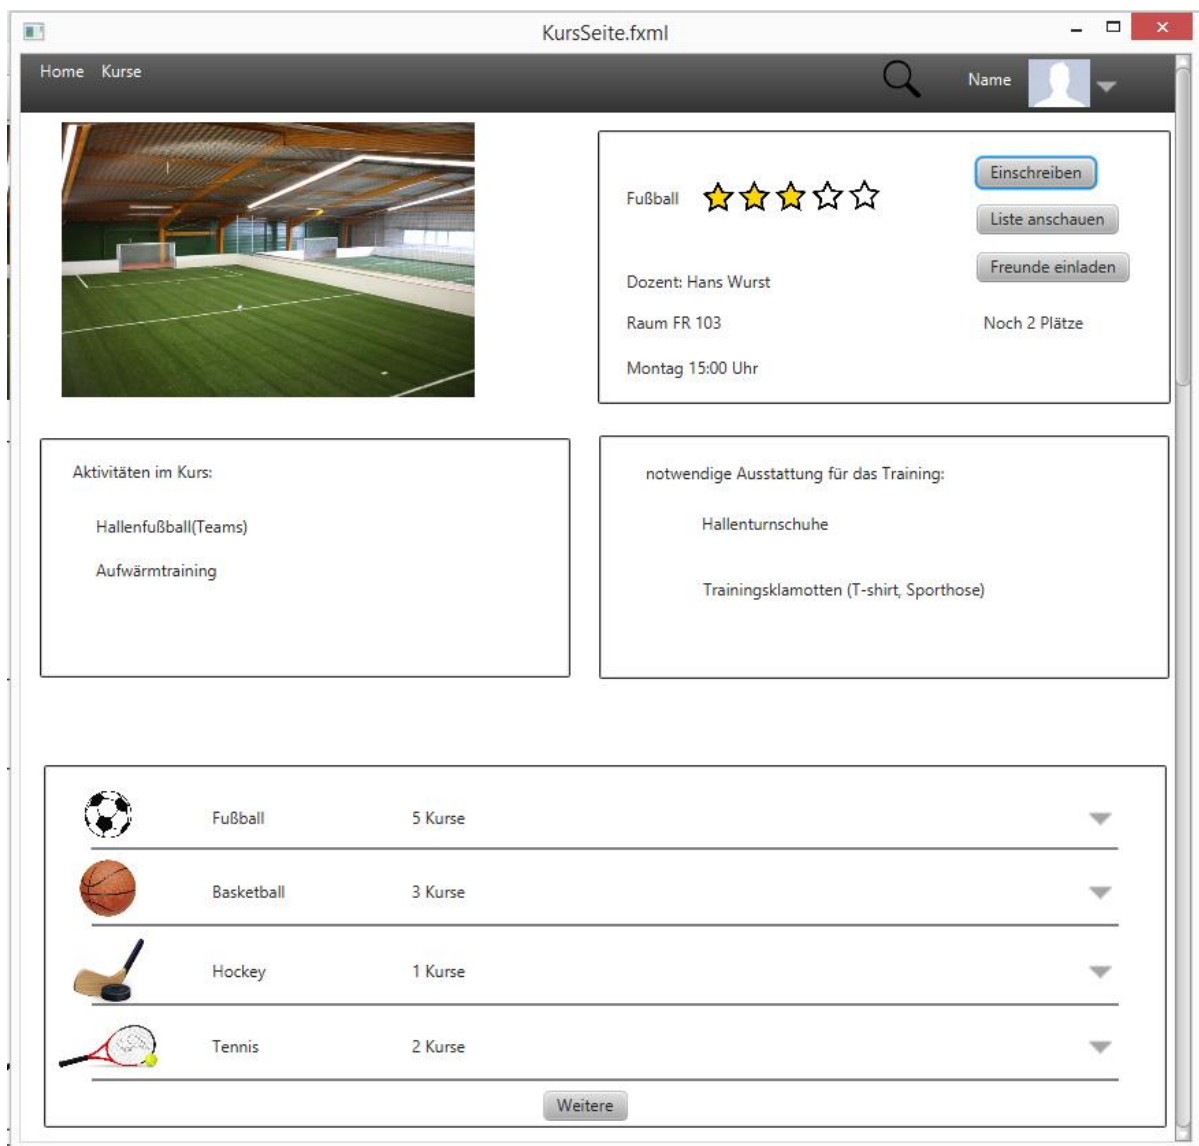 KursSeite.fxml
Home Kurse Name
Fußball
Einschreiben
Liste anschauen
Freunde einladen
Dozent: Hans Wurst
Raum FR 103
Noch 2 Plätze
Montag 15:00 Uhr
Aktivitäten im Kurs:
Hallenfußball(Teams)
Aufwärmtraining
notwendige Ausstattung für das Training:
Hallenturnschuhe
Trainingsklamotten (T-shirt, Sporthose)
Fußball 5 Kurse
Basketball 3 Kurse
Hockey 1 Kurse
Tennis 2 Kurse
Weitere